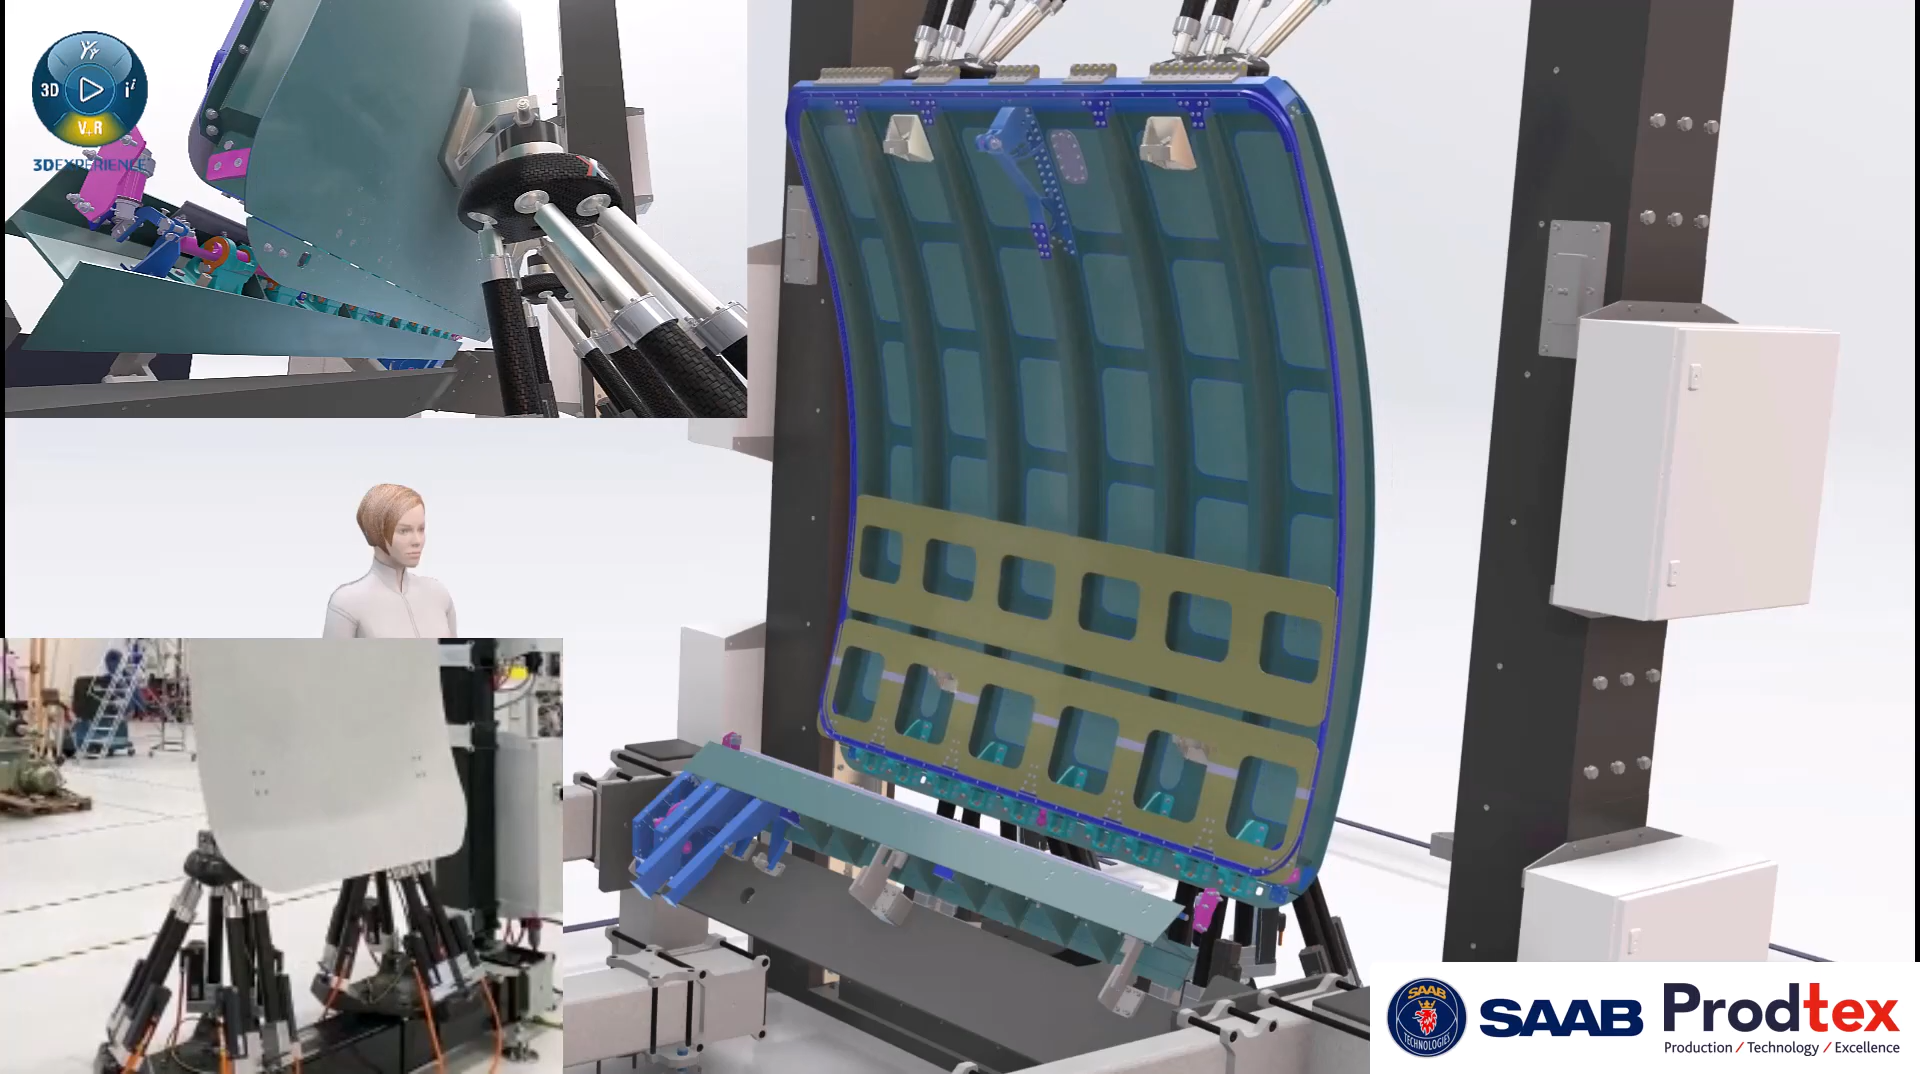 3D
i
V+R
3DEXPERIENCE
SAAB
TECHNOLOGIES
SAAB
Prodtex
Production / Technology / Excellence